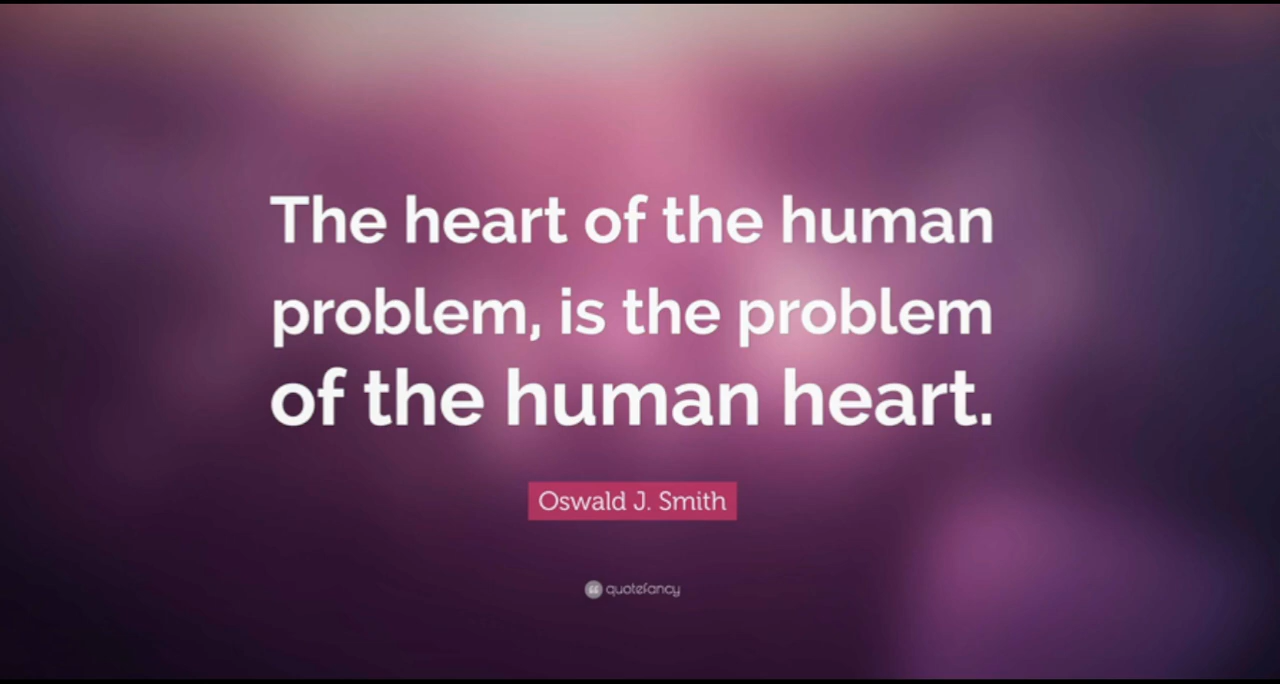 The heart of the human
problem, is the problem
of the human heart.
Oswald J. Smith
quotefancy